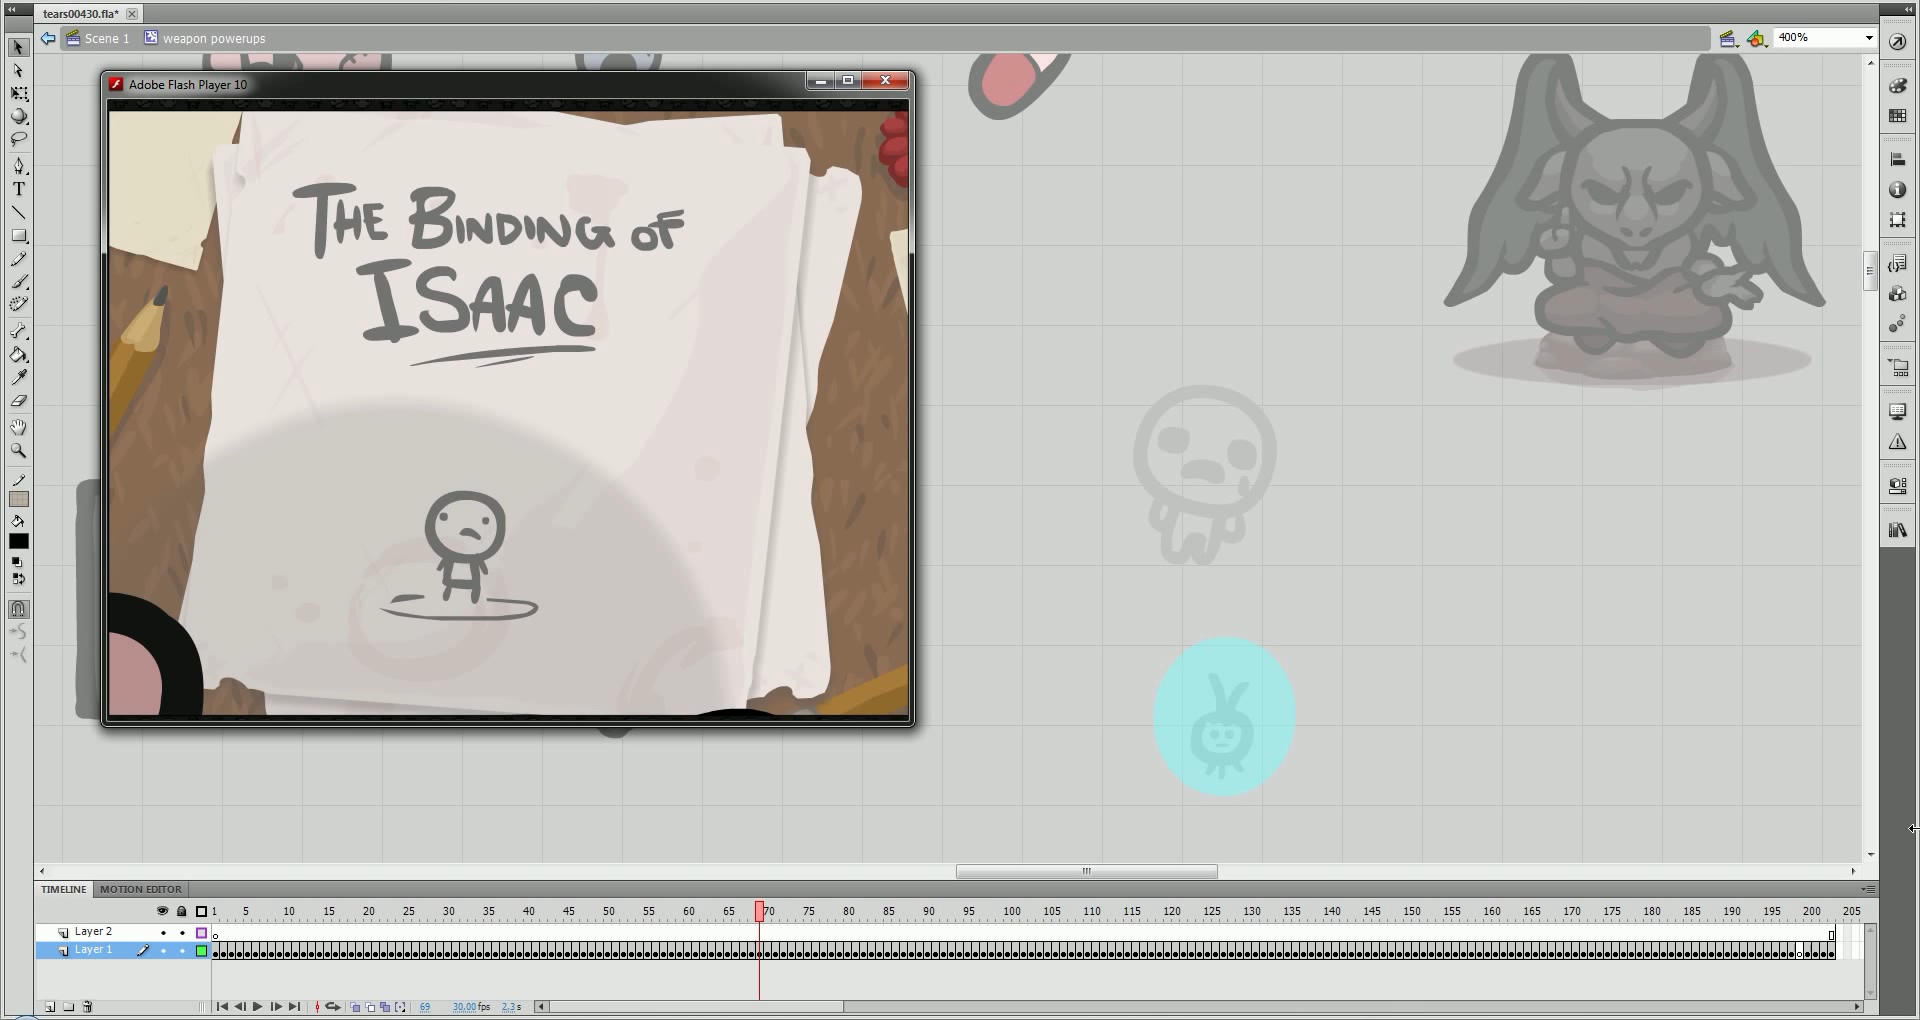 tears00430.fla*
Scene 1
weapon powerups
400%
Adobe Flash Player 10
THE BINDING OF
ISAAC
T
TIMELINE
MOTION EDITOR
1 5 10 15 20 25 30 35 40 45 50 55 60 65 70 75 80 85 90 95 100 105 110 115 120 125 130 135 140 145 150 155 160 165 170 175 180 185 190 195 200 205
Layer 2
Layer 1
69 30.00 fps 2.3 s